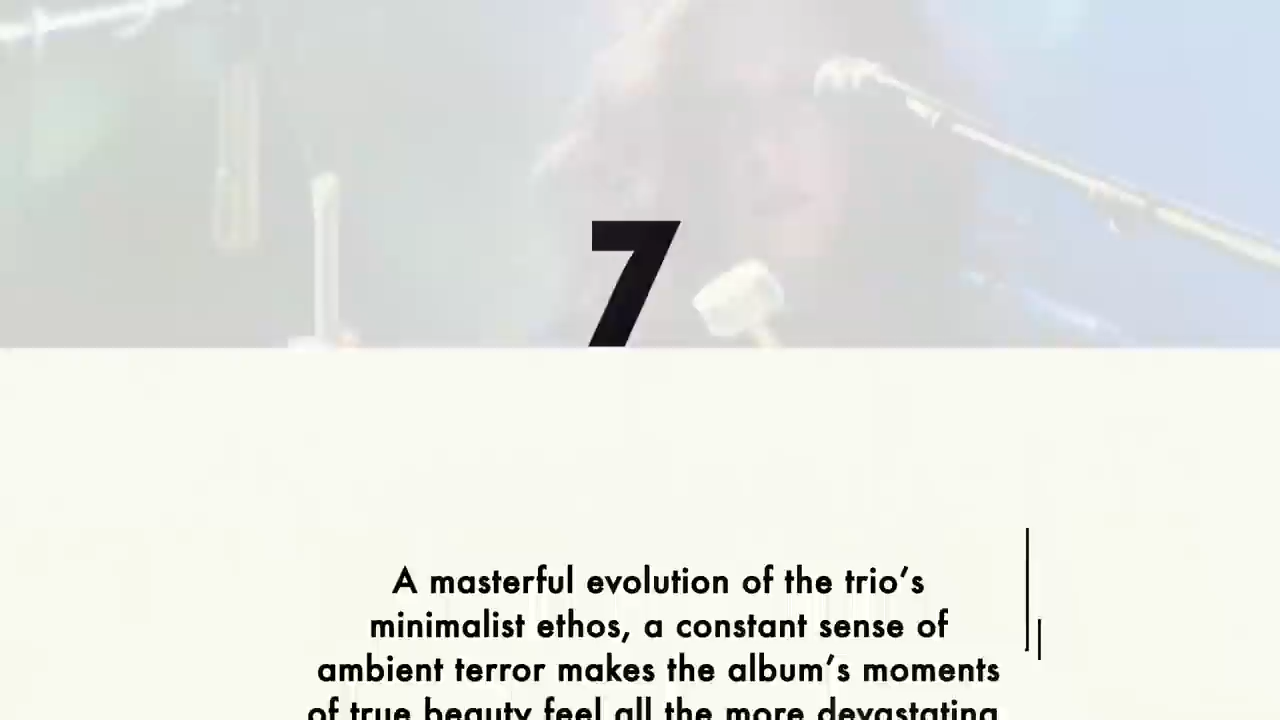 7
A masterful evolution of the trio’s
minimalist ethos, a constant sense of
ambient terror makes the album’s moments
of true beauty feel all the more devastating